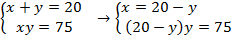 {x + y = 20 → {x = 20 − y
{xy = 75 {(20 − y)y = 75